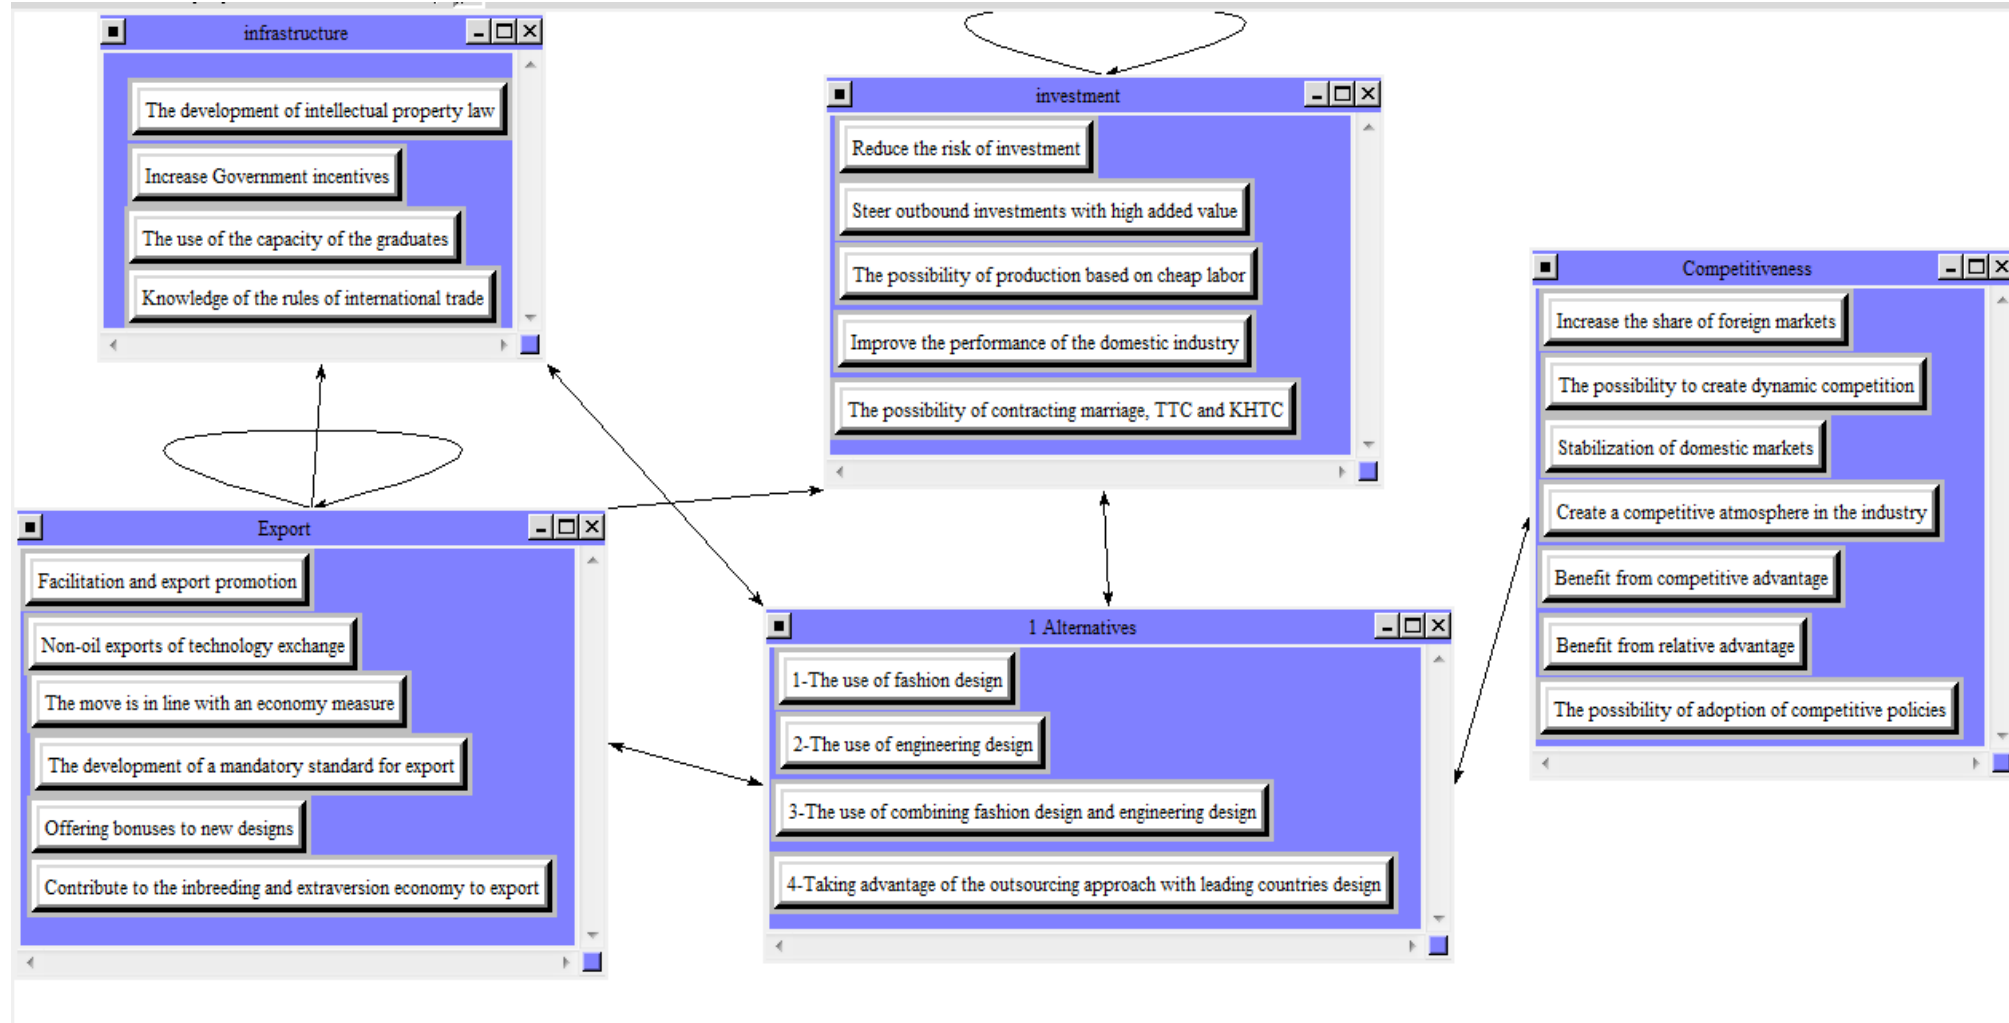 infrastructure
The development of intellectual property law
Increase Government incentives
The use of the capacity of the graduates
Knowledge of the rules of international trade
investment
Reduce the risk of investment
Steer outbound investments with high added value
The possibility of production based on cheap labor
Improve the performance of the domestic industry
The possibility of contracting marriage, TTC and KHTC
Competitiveness
Increase the share of foreign markets
The possibility to create dynamic competition
Stabilization of domestic markets
Create a competitive atmosphere in the industry
Benefit from competitive advantage
Benefit from relative advantage
The possibility of adoption of competitive policies
Export
Facilitation and export promotion
Non-oil exports of technology exchange
The move is in line with an economy measure
The development of a mandatory standard for export
Offering bonuses to new designs
Contribute to the inbreeding and extraversion economy to export
1 Alternatives
1-The use of fashion design
2-The use of engineering design
3-The use of combining fashion design and engineering design
4-Taking advantage of the outsourcing approach with leading countries design